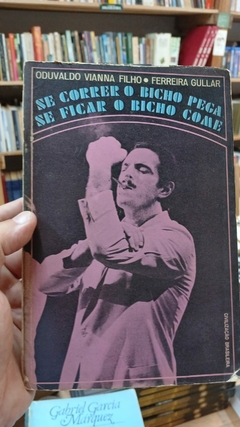 ODUVALDO VIANNA FILHO • FERREIRA GULLAR
SE CORRER O BICHO PEGA
SE FICAR O BICHO COME
CIVILIZAÇÃO BRASILEIRA
Gabriel García
Márquez